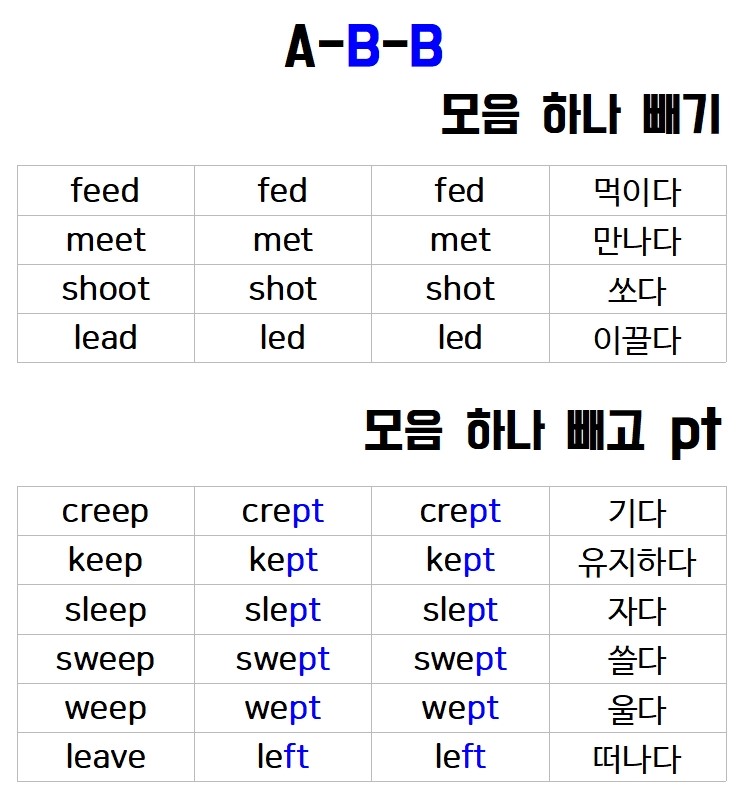 A-B-B
모음 하나 빼기
feed fed fed 먹이다
meet met met 만나다
shoot shot shot 쏘다
lead led led 이끌다
모음 하나 빼고 pt
creep crept crept 기다
keep kept kept 유지하다
sleep slept slept 자다
sweep swept swept 쓸다
weep wept wept 울다
leave left left 떠나다